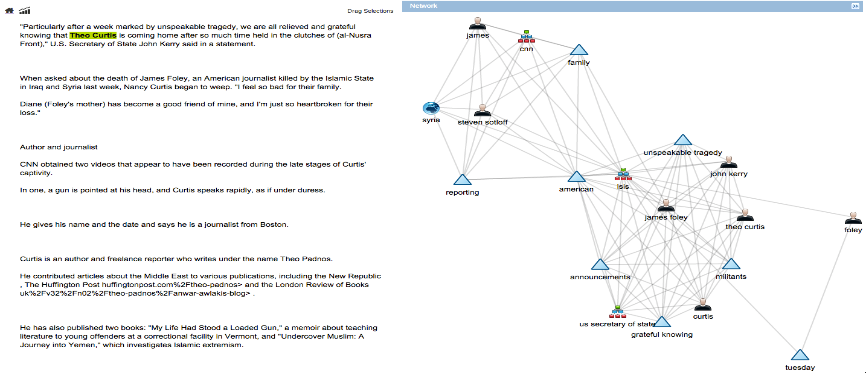 Drag Selections
"Particularly after a week marked by unspeakable tragedy, we are all relieved and grateful
knowing that Theo Curtis is coming home after so much time held in the clutches of (al-Nusra
Front)," U.S. Secretary of State John Kerry said in a statement.
When asked about the death of James Foley, an American journalist killed by the Islamic State
in Iraq and Syria last week, Nancy Curtis began to weep. "I feel so bad for their family.
Diane (Foley's mother) has become a good friend of mine, and I'm just so heartbroken for their
loss."
Author and journalist
CNN obtained two videos that appear to have been recorded during the late stages of Curtis'
captivity.
In one, a gun is pointed at his head, and Curtis speaks rapidly, as if under duress.
He gives his name and the date and says he is a journalist from Boston.
Curtis is an author and freelance reporter who writes under the name Theo Padnos.
He contributed articles about the Middle East to various publications, including the New Republic
, The Huffington Post huffingtonpost.com%2Ftheo-padnos> and the London Review of Books
uk%2Fv32%2Fn02%2Ftheo-padnos%2Fanwar-awlakis-blog> .
He has also published two books: "My Life Had Stood a Loaded Gun," a memoir about teaching
literature to young offenders at a correctional facility in Vermont, and "Undercover Muslim: A
Journey into Yemen," which investigates Islamic extremism.
Network
james
cnn
family
syria
steven sotloff
unspeakable tragedy
john kerry
reporting
american
isis
james foley
theo curtis
foley
announcements
militants
curtis
us secretary of state
grateful knowing
tuesday